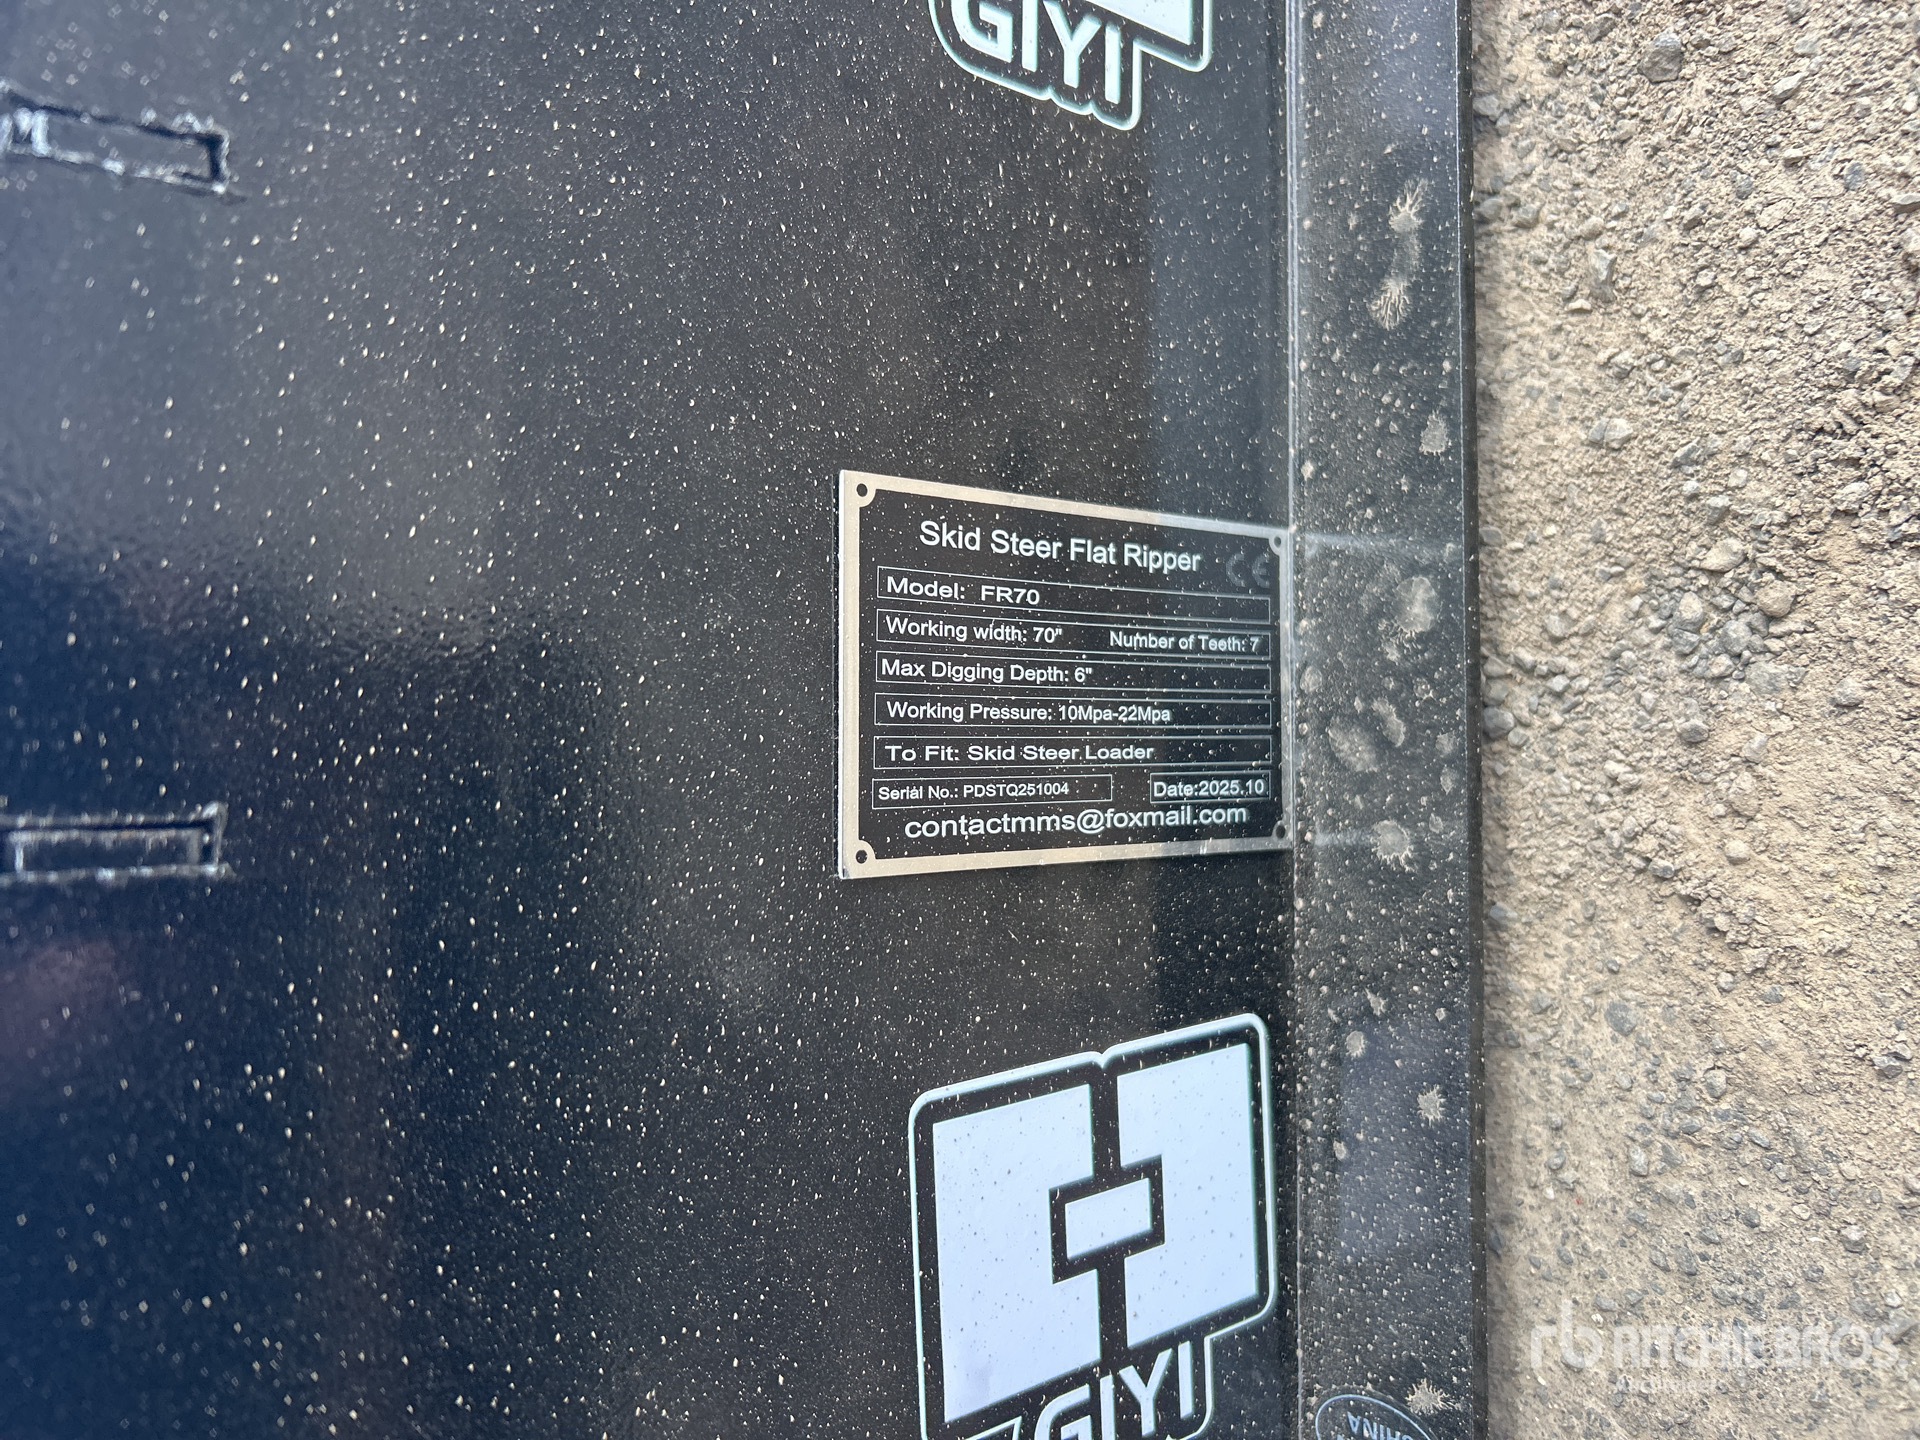 GIYI
Skid Steer Flat Ripper CE
Model: FR70
Working width: 70" Number of Teeth: 7
Max Digging Depth: 6"
Working Pressure: 10Mpa-22Mpa
To Fit: Skid Steer Loader
Serial No.: PDSTQ251004 Date:2025.10
contactmms@foxmail.com
GIYI
rb RITCHIE BROS.
Auctioneers